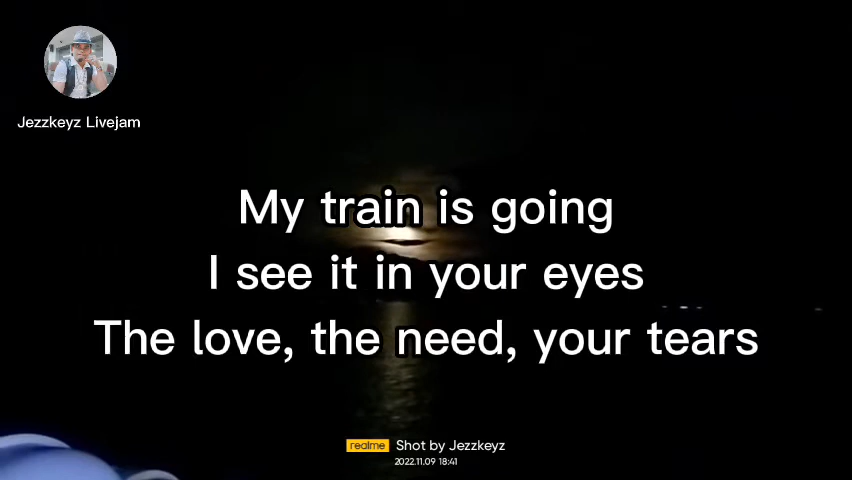 Jezzkeyz Livejam
My train is going
I see it in your eyes
The love, the need, your tears
realme Shot by Jezzkeyz
2022.11.09 18:41